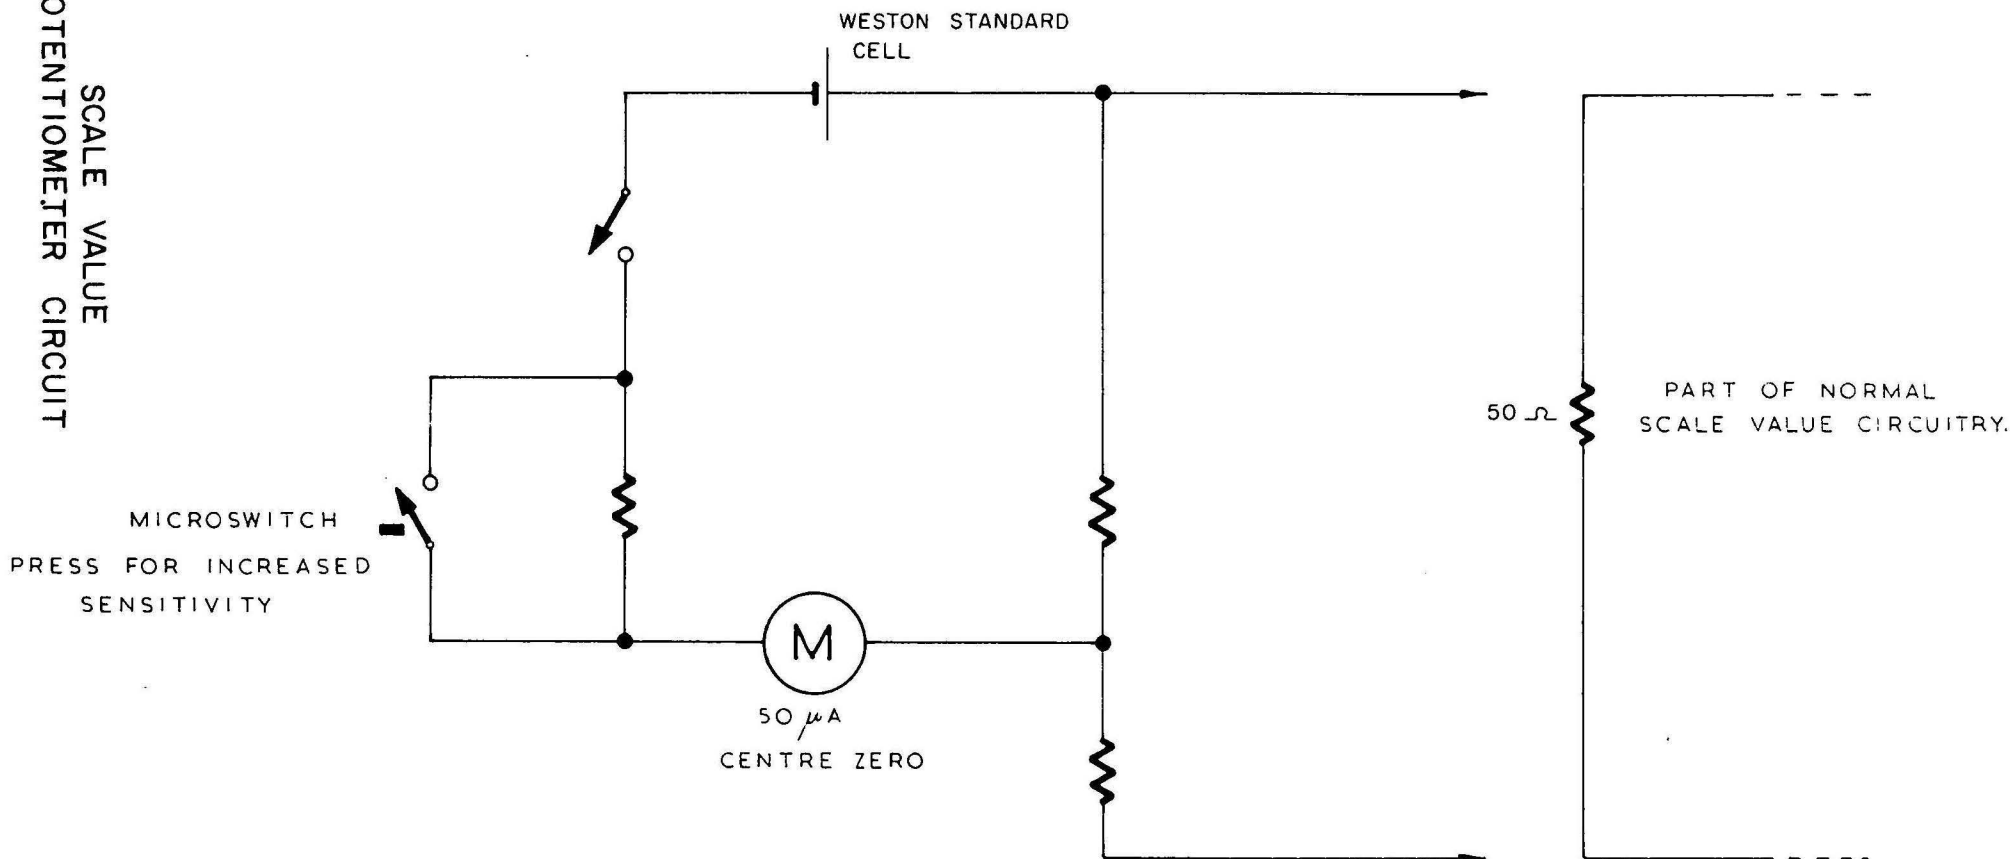 SCALE VALUE
OTENTIOMETER CIRCUIT
WESTON STANDARD
CELL
MICROSWITCH
PRESS FOR INCREASED
SENSITIVITY
M
50 μA
CENTRE ZERO
50 Ω
PART OF NORMAL
SCALE VALUE CIRCUITRY.